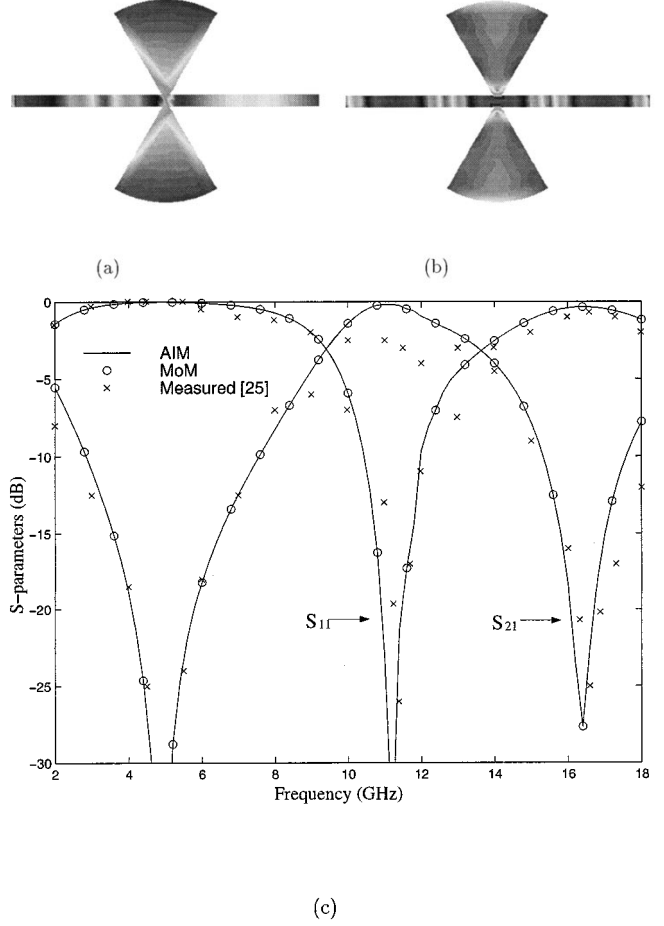 (a)
(b)
0
−5
−10
−15
−20
−25
−30
S−parameters (dB)
AIM
MoM
Measured [25]
S11
S21
2
4
6
8
10
12
14
16
18
Frequency (GHz)
(c)